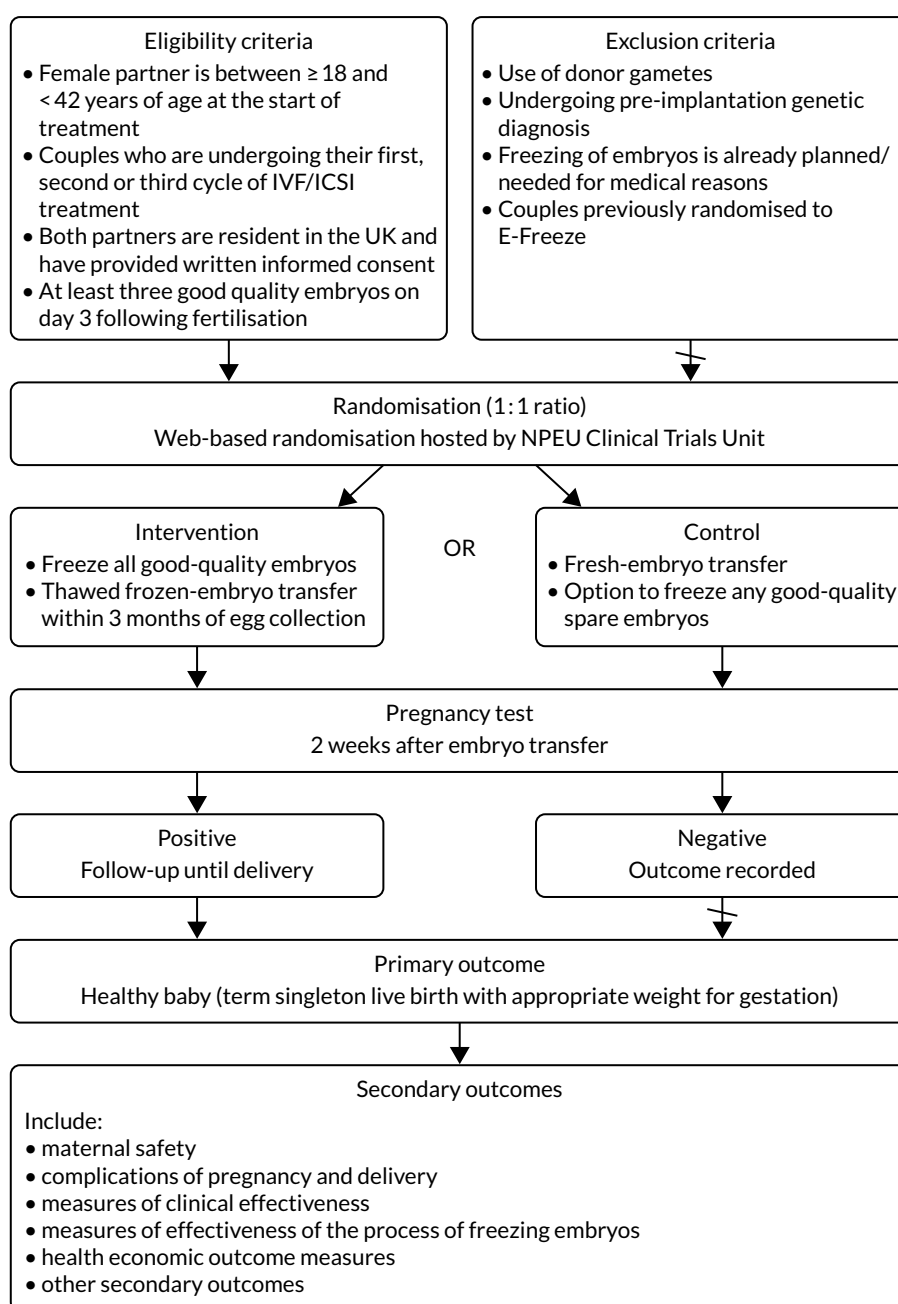 Eligibility criteria
• Female partner is between ≥ 18 and
< 42 years of age at the start of
treatment
• Couples who are undergoing their first,
second or third cycle of IVF/ICSI
treatment
• Both partners are resident in the UK and
have provided written informed consent
• At least three good quality embryos on
day 3 following fertilisation
Exclusion criteria
• Use of donor gametes
• Undergoing pre-implantation genetic
diagnosis
• Freezing of embryos is already planned/
needed for medical reasons
• Couples previously randomised to
E-Freeze
Randomisation (1 : 1 ratio)
Web-based randomisation hosted by NPEU Clinical Trials Unit
Intervention
• Freeze all good-quality embryos
• Thawed frozen-embryo transfer
within 3 months of egg collection
OR
Control
• Fresh-embryo transfer
• Option to freeze any good-quality
spare embryos
Pregnancy test
2 weeks after embryo transfer
Positive
Follow-up until delivery
Negative
Outcome recorded
Primary outcome
Healthy baby (term singleton live birth with appropriate weight for gestation)
Secondary outcomes
Include:
• maternal safety
• complications of pregnancy and delivery
• measures of clinical effectiveness
• measures of effectiveness of the process of freezing embryos
• health economic outcome measures
• other secondary outcomes